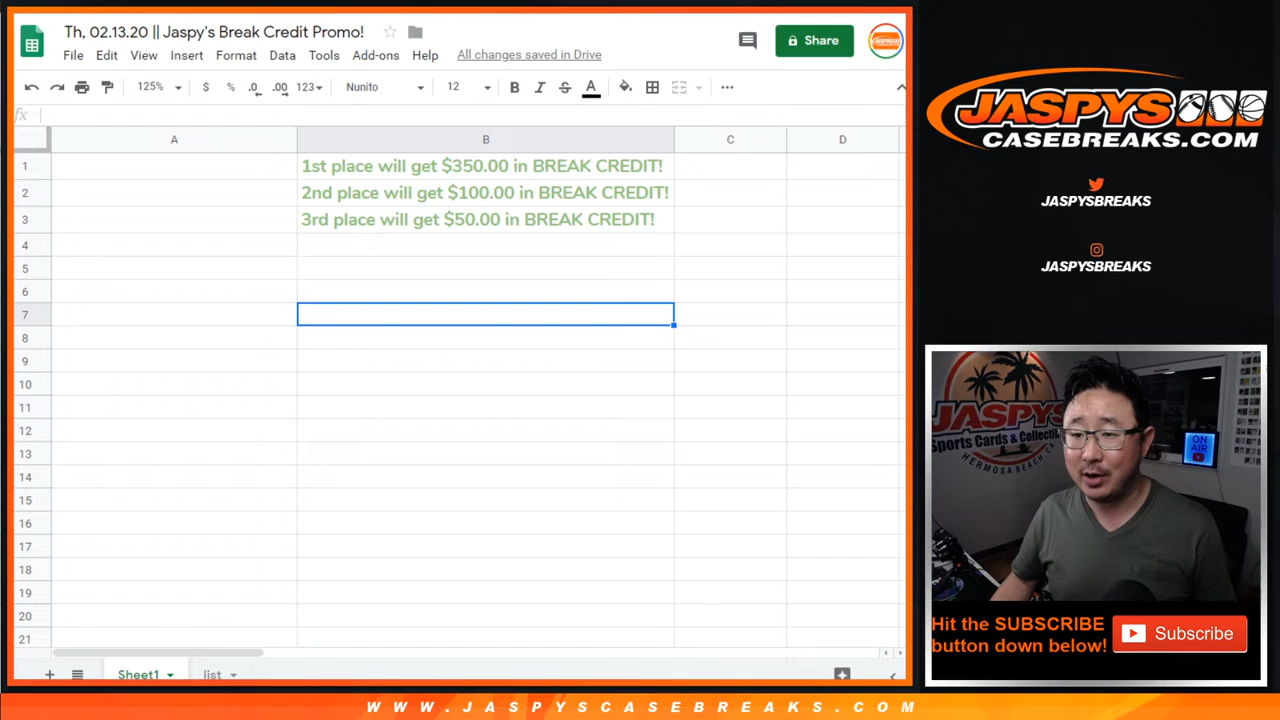 Th, 02.13.20 || Jaspy's Break Credit Promo!
File Edit View Insert Format Data Tools Add-ons Help All changes saved in Drive
Share
125% $ % .0 .00 123 Nunito 12 B I S A
fx
A B C D
1 1st place will get $350.00 in BREAK CREDIT!
2 2nd place will get $100.00 in BREAK CREDIT!
3 3rd place will get $50.00 in BREAK CREDIT!
4
5
6
7
8
9
10
11
12
13
14
15
16
17
18
19
20
21
Sheet1 list
JASPYS
CASEBREAKS.COM
JASPYSBREAKS
JASPYSBREAKS
JASPYS
Sports Cards & Collectib
HERMOSA BEACH, CA
ON AIR
Hit the SUBSCRIBE
button down below!
Subscribe
WWW.JASPYSCASEBREAKS.COM